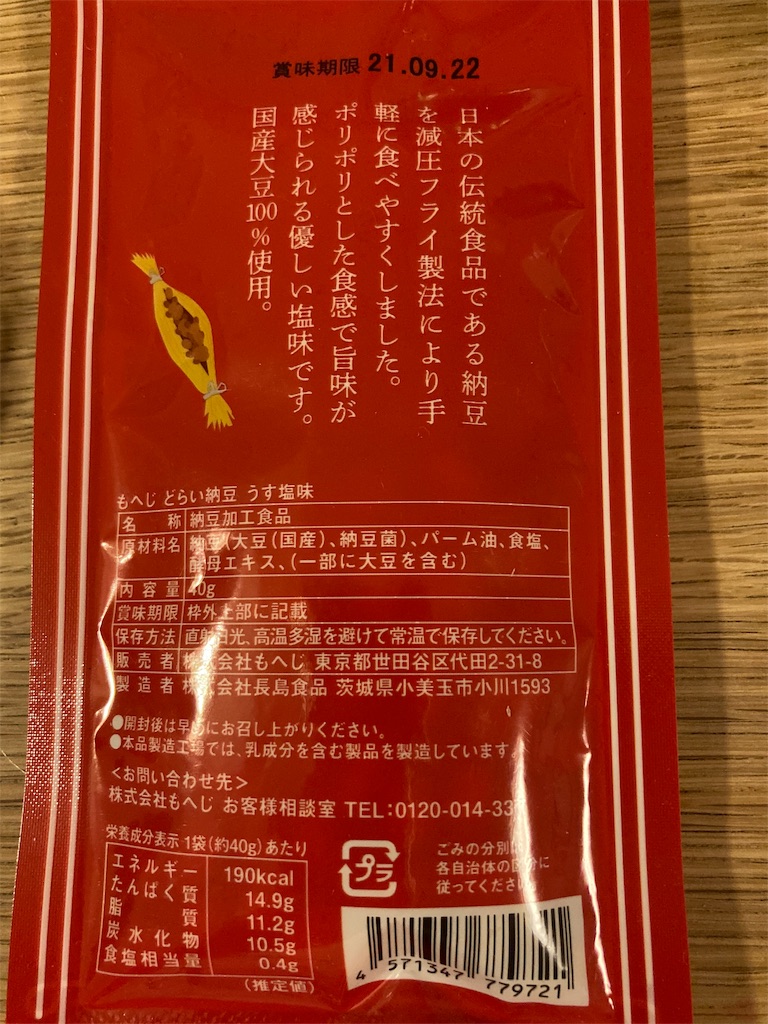 賞味期限 21.09.22
日本の伝統食品である納豆
を減圧フライ製法により手
軽に食べやすくしました。
ポリポリとした食感で旨味が
感じられる優しい塩味です。
国産大豆100%使用。
もへじ どらい納豆 うす塩味
名称 納豆加工食品
原材料名 納豆(大豆(国産)、納豆菌)、パーム油、食塩、
酵母エキス、(一部に大豆を含む)
内容量 40g
賞味期限 枠外上部に記載
保存方法 直射日光、高温多湿を避けて常温で保存してください。
販売者 株式会社もへじ 東京都世田谷区代田2-31-8
製造者 株式会社長島食品 茨城県小美玉市小川1593
●開封後は早めにお召し上がりください。
●本品製造工場では、乳成分を含む製品を製造しています。
<お問い合わせ先>
株式会社もへじ お客様相談室 TEL:0120-014-33
栄養成分表示 1袋(約40g)あたり
エネルギー 190kcal
たんぱく質 14.9g
脂質 11.2g
炭水化物 10.5g
食塩相当量 0.4g
(推定値)
プラ
ごみの分別は
各自治体の区分に
従ってください
4 571347 779721